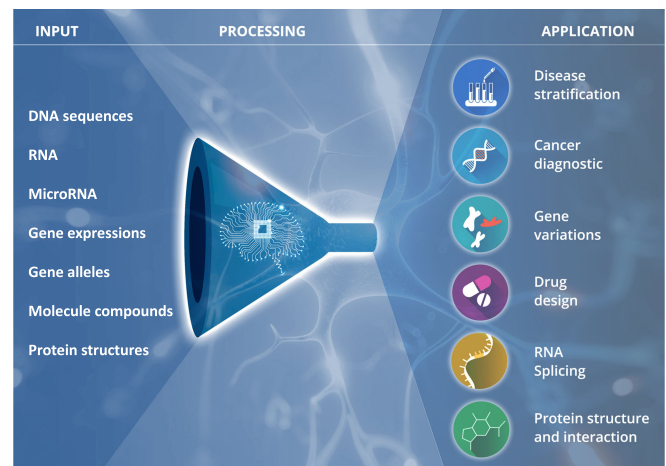 INPUT
PROCESSING
APPLICATION
DNA sequences
RNA
MicroRNA
Gene expressions
Gene alleles
Molecule compounds
Protein structures
Disease
stratification
Cancer
diagnostic
Gene
variations
Drug
design
RNA
Splicing
Protein structure
and interaction